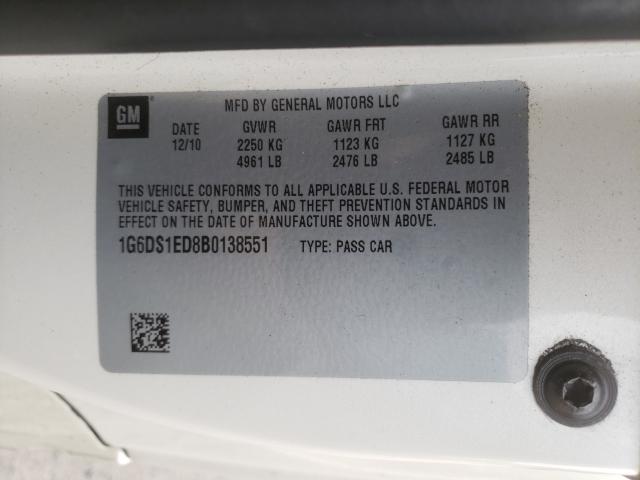 GM
MFD BY GENERAL MOTORS LLC
DATE GVWR GAWR FRT GAWR RR
12/10 2250 KG 1123 KG 1127 KG
4961 LB 2476 LB 2485 LB
THIS VEHICLE CONFORMS TO ALL APPLICABLE U.S. FEDERAL MOTOR
VEHICLE SAFETY, BUMPER, AND THEFT PREVENTION STANDARDS IN
EFFECT ON THE DATE OF MANUFACTURE SHOWN ABOVE.
1G6DS1ED8B0138551 TYPE: PASS CAR